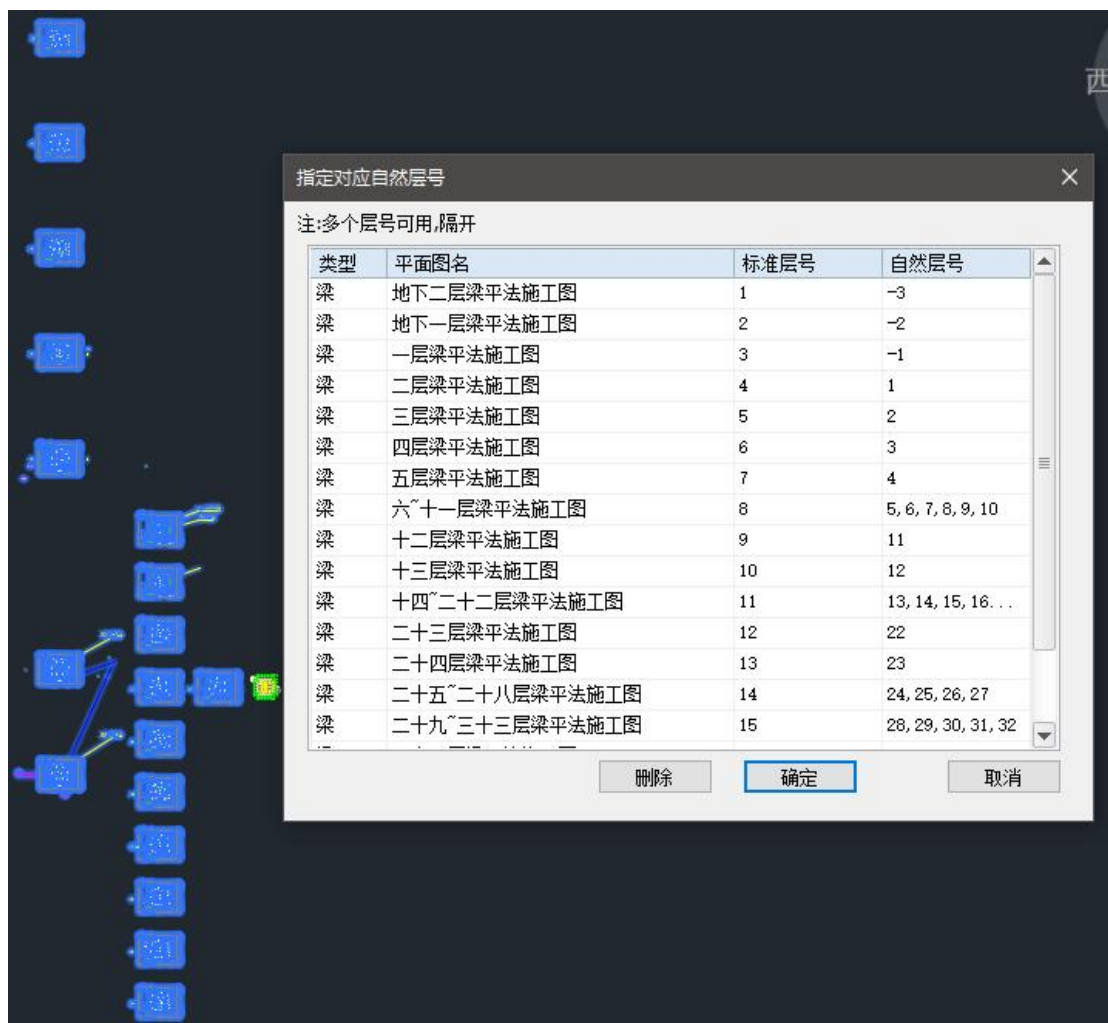 西
指定对应自然层号
注:多个层号可用,隔开
类型 平面图名 标准层号 自然层号
梁 地下二层梁平法施工图 1 -3
梁 地下一层梁平法施工图 2 -2
梁 一层梁平法施工图 3 -1
梁 二层梁平法施工图 4 1
梁 三层梁平法施工图 5 2
梁 四层梁平法施工图 6 3
梁 五层梁平法施工图 7 4
梁 六~十一层梁平法施工图 8 5,6,7,8,9,10
梁 十二层梁平法施工图 9 11
梁 十三层梁平法施工图 10 12
梁 十四~二十二层梁平法施工图 11 13,14,15,16...
梁 二十三层梁平法施工图 12 22
梁 二十四层梁平法施工图 13 23
梁 二十五~二十八层梁平法施工图 14 24,25,26,27
梁 二十九~三十三层梁平法施工图 15 28,29,30,31,32
删除 确定 取消